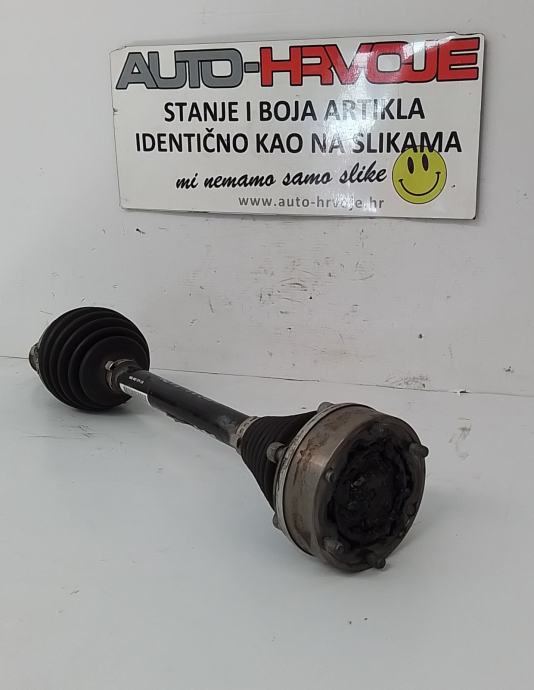 AUTO-HRVOJE
STANJE I BOJA ARTIKLA
IDENTIČNO KAO NA SLIKAMA
mi nemamo samo slike
www.auto-hrvoje.hr